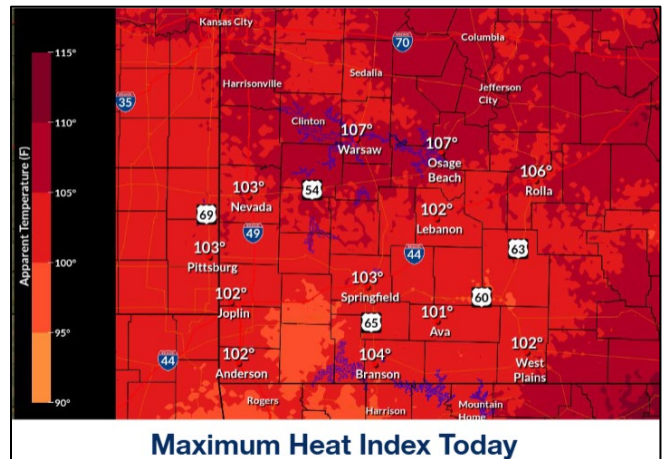 Kansas City
70
Columbia
115°
110°
105°
100°
95°
90°
Apparent Temperature (F)
35
Harrisonville
Sedalia
Jefferson
City
Clinton
107°
Warsaw
107°
Osage
Beach
106°
Rolla
103°
Nevada
54
69
49
102°
Lebanon
103°
Pittsburg
44
63
103°
Springfield
102°
Joplin
60
65
101°
Ava
44
102°
Anderson
104°
Branson
102°
West
Plains
Rogers
Harrison
Mountain
Home
Maximum Heat Index Today